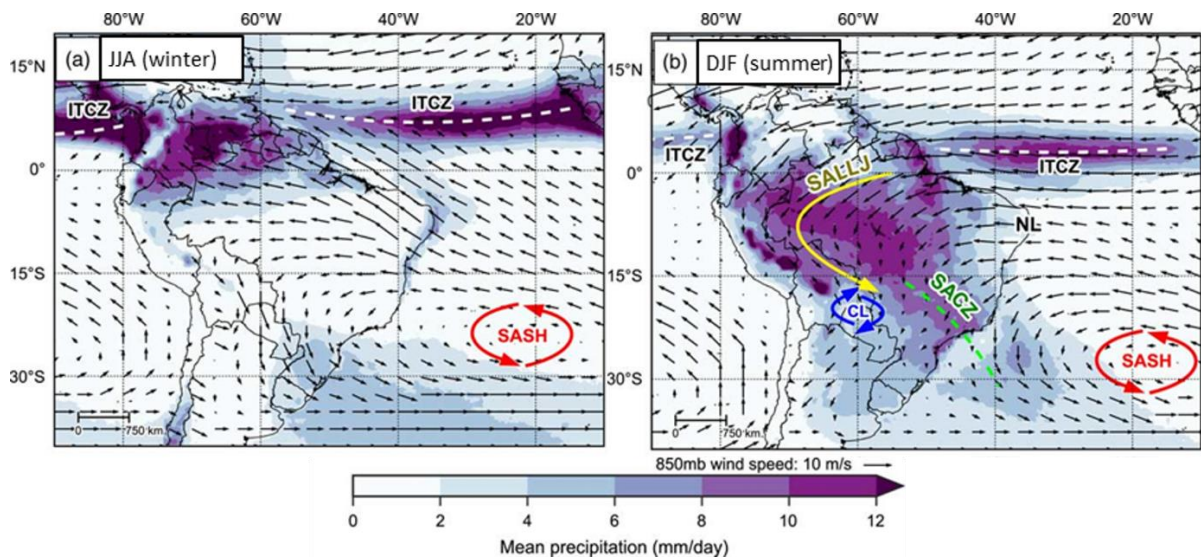 80°W 60°W 40°W 20°W 80°W 60°W 40°W 20°W
(a) JJA (winter)
(b) DJF (summer)
15°N
15°N
ITCZ
ITCZ
ITCZ
ITCZ
0°
0°
SALLJ
NL
15°S
15°S
SACZ
CL
SASH
SASH
30°S
30°S
0 750 km.
0 750 km.
850mb wind speed: 10 m/s
0 2 4 6 8 10 12
Mean precipitation (mm/day)